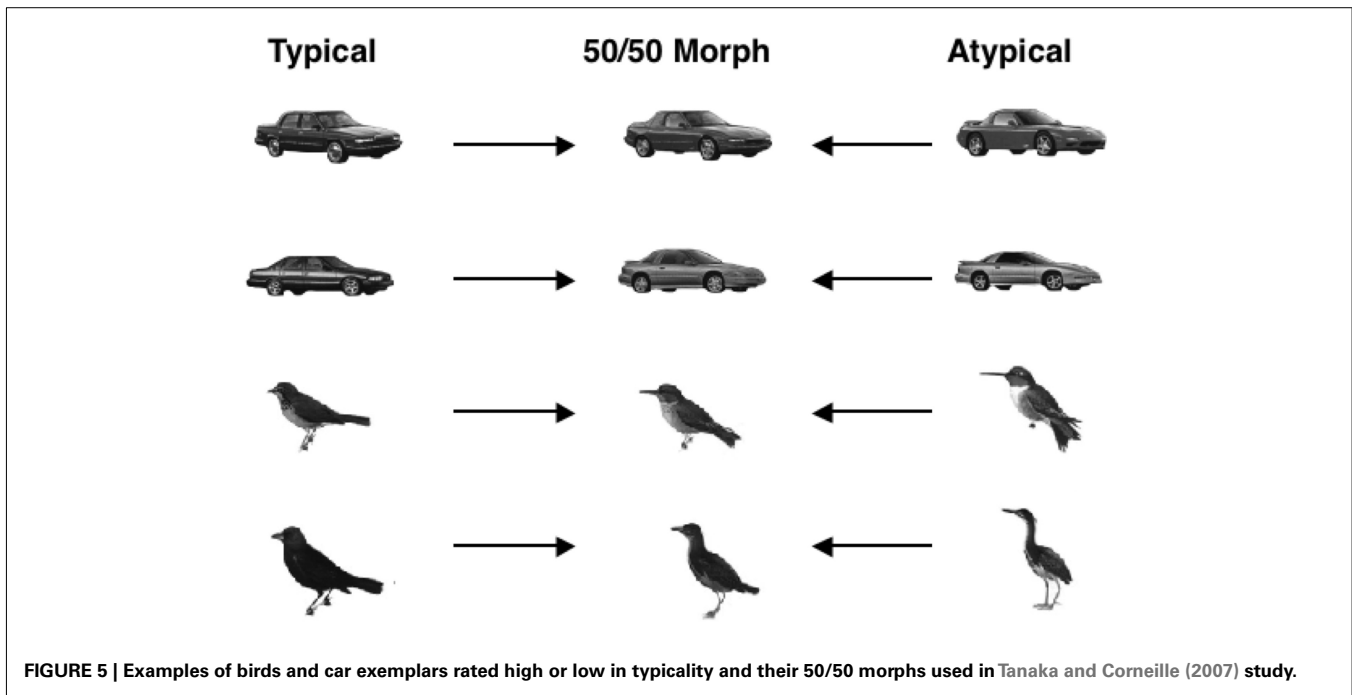 Typical 50/50 Morph Atypical
FIGURE 5 | Examples of birds and car exemplars rated high or low in typicality and their 50/50 morphs used in Tanaka and Corneille (2007) study.